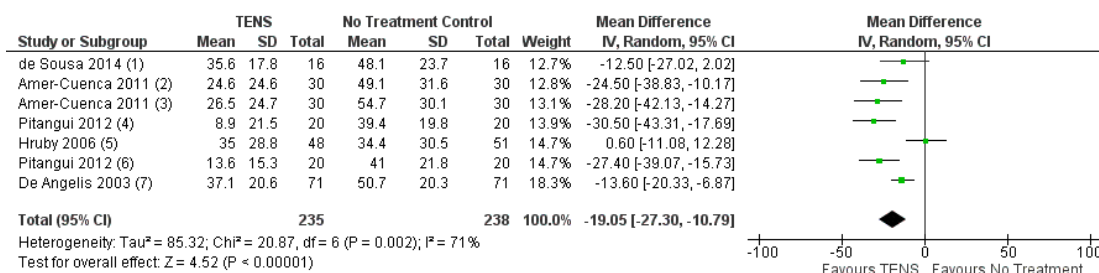 TENS No Treatment Control Mean Difference Mean Difference
Study or Subgroup Mean SD Total Mean SD Total Weight IV, Random, 95% CI IV, Random, 95% CI
de Sousa 2014 (1) 35.6 17.8 16 48.1 23.7 16 12.7% -12.50 [-27.02, 2.02]
Amer-Cuenca 2011 (2) 24.6 24.6 30 49.1 31.6 30 12.8% -24.50 [-38.83, -10.17]
Amer-Cuenca 2011 (3) 26.5 24.7 30 54.7 30.1 30 13.1% -28.20 [-42.13, -14.27]
Pitangui 2012 (4) 8.9 21.5 20 39.4 19.8 20 13.9% -30.50 [-43.31, -17.69]
Hruby 2006 (5) 35 28.8 48 34.4 30.5 51 14.5% 0.60 [-11.08, 12.28]
Pitangui 2012 (6) 13.6 15.3 20 41 21.8 20 14.7% -27.40 [-39.07, -15.73]
De Angelis 2003 (7) 37.1 20.6 71 50.7 20.3 71 18.3% -13.60 [-20.33, -6.87]
Total (95% CI) 235 238 100.0% -19.05 [-27.30, -10.79]
Heterogeneity: Tau² = 85.32; Chi² = 20.87, df = 6 (P = 0.002); I² = 71%
Test for overall effect: Z = 4.52 (P < 0.00001)
-100 -50 0 50 100
Favours TENS Favours No Treatment